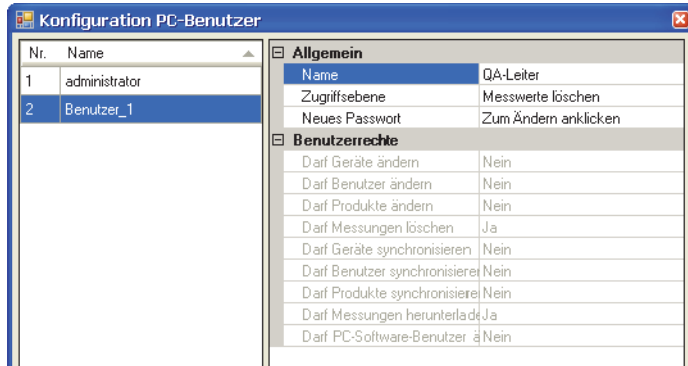 Konfiguration PC-Benutzer
Nr. Name
1 administrator
2 Benutzer_1
Allgemein
Name QA-Leiter
Zugriffsebene Messwerte löschen
Neues Passwort Zum Ändern anklicken
Benutzerrechte
Darf Geräte ändern Nein
Darf Benutzer ändern Nein
Darf Produkte ändern Nein
Darf Messungen löschen Ja
Darf Geräte synchronisieren Nein
Darf Benutzer synchronisieren Nein
Darf Produkte synchronisiere Nein
Darf Messungen herunterlade Ja
Darf PC-Software-Benutzer ä Nein